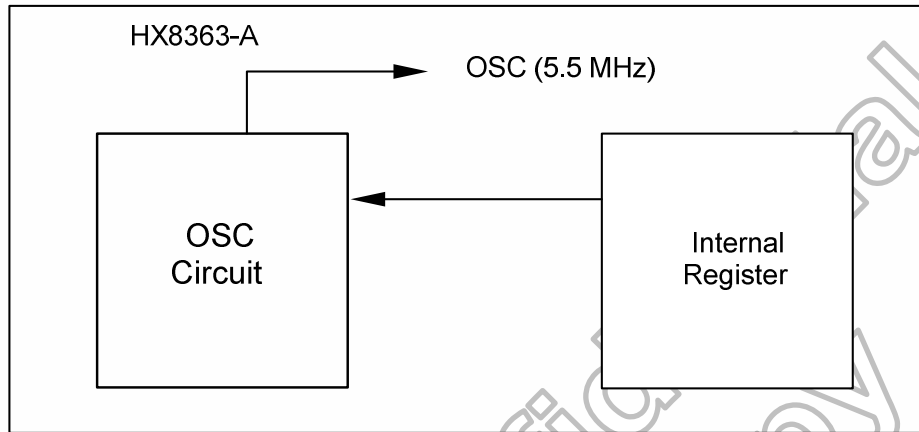 HX8363-A
OSC (5.5 MHz)
OSC
Circuit
Internal
Register